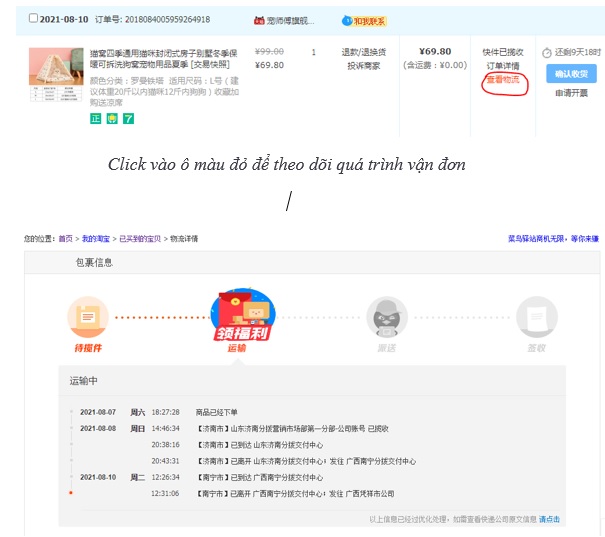 2021-08-10 订单号: 2018084005959264918 宠师傅旗舰... 和我联系
猫窝四季通用猫咪封闭式房子别墅冬季保 ¥99.00 1 退款/退换货 ¥69.80 快件已揽收 还剩9天18时
暖可拆洗狗窝宠物用品夏季 [交易快照] ¥69.80 投诉商家 (含运费：¥0.00) 订单详情 确认收货
颜色分类：罗曼铁塔 适用尺码：L号 ( 建 查看物流
议体重20斤以内猫咪12斤内狗狗 ) 收藏加 申请开票
购送凉席
正 7
Click vào ô màu đỏ để theo dõi quá trình vận đơn
您的位置：首页 > 我的淘宝 > 已买到的宝贝 > 物流详情 菜鸟驿站商机无限，等你来赚
包裹信息
领福利
待揽件 运输 派送 签收
运输中
2021-08-07 周六 18:27:28 商品已经下单
2021-08-08 周日 14:46:34 【济南市】山东济南分拨营销市场部第一分部-公司账号 已揽收
20:38:16 【济南市】已到达 山东济南分拨交付中心
20:43:31 【济南市】已离开 山东济南分拨交付中心；发往 广西南宁分拨交付中心
2021-08-10 周二 12:26:34 【南宁市】已到达 广西南宁分拨交付中心
12:31:06 【南宁市】已离开 广西南宁分拨交付中心；发往 广西凭祥市公司
以上信息已经过优化处理，如需查看快递公司原文信息 请点击